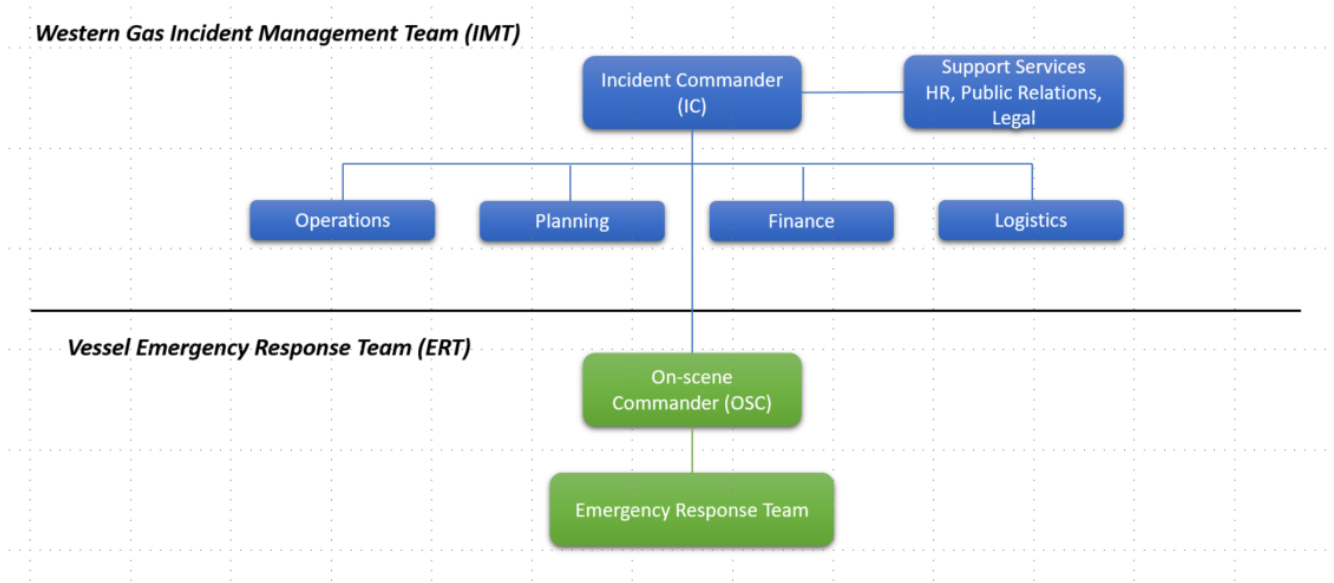 Western Gas Incident Management Team (IMT)
Incident Commander
(IC)
Support Services
HR, Public Relations,
Legal
Operations
Planning
Finance
Logistics
Vessel Emergency Response Team (ERT)
On-scene
Commander (OSC)
Emergency Response Team